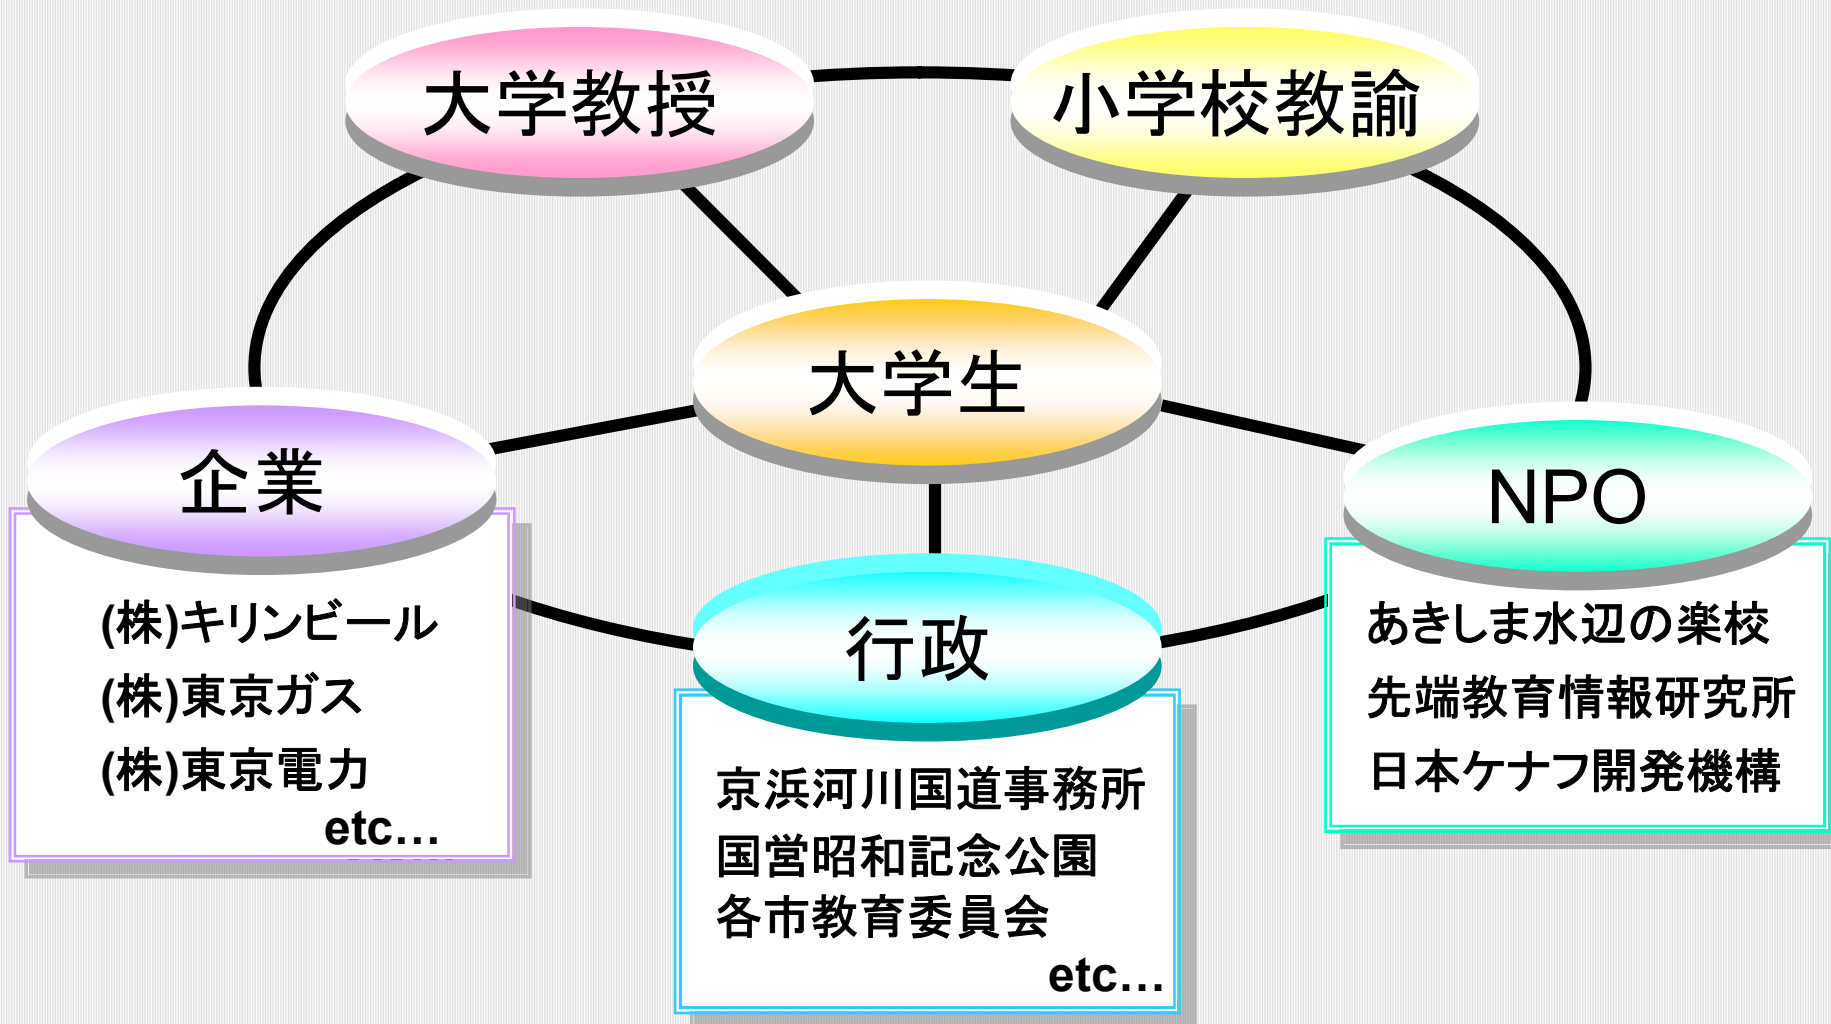 大学教授
小学校教諭
大学生
企業
(株)キリンビール
(株)東京ガス
(株)東京電力
etc…
NPO
あきしま水辺の楽校
先端教育情報研究所
日本ケナフ開発機構
行政
京浜河川国道事務所
国営昭和記念公園
各市教育委員会
etc…